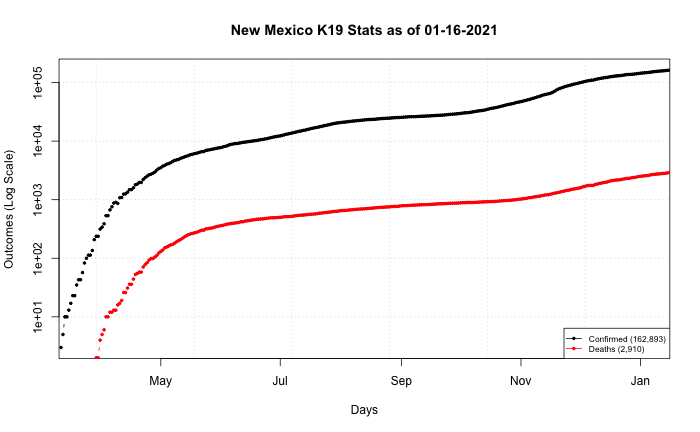 New Mexico K19 Stats as of 01-16-2021
Outcomes (Log Scale)
1e+05
1e+04
1e+03
1e+02
1e+01
Confirmed (162,893)
Deaths (2,910)
May Jul Sep Nov Jan
Days